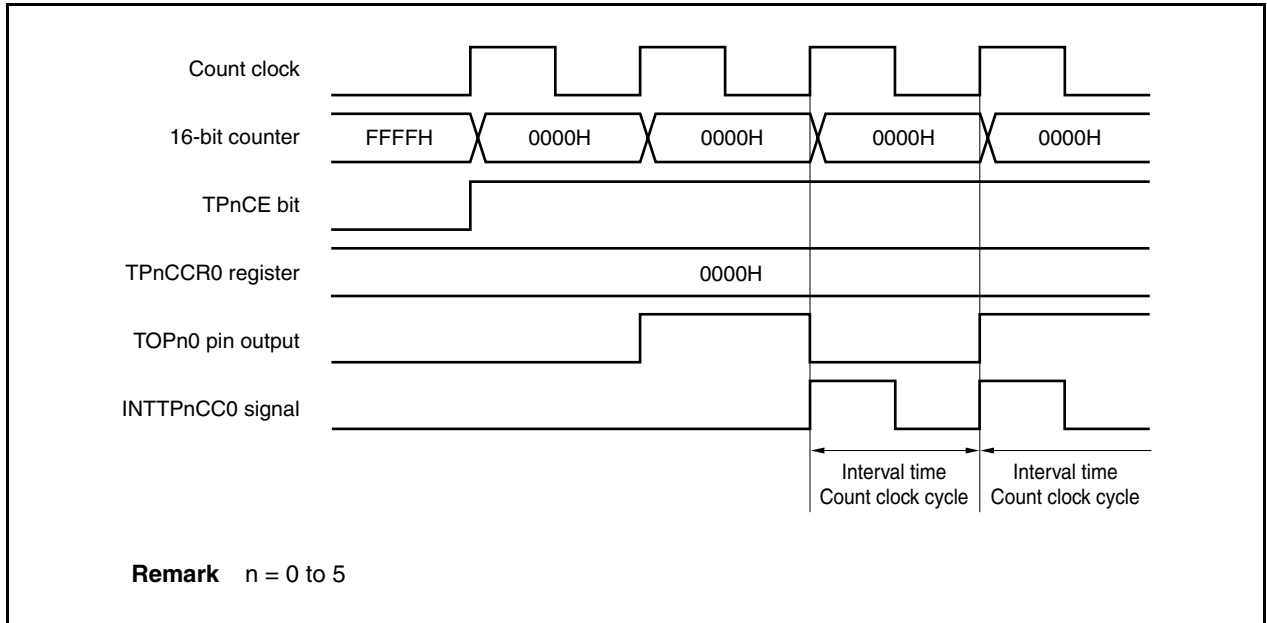 Count clock
16-bit counter
FFFFH 0000H 0000H 0000H 0000H
TPnCE bit
TPnCCR0 register
0000H
TOPn0 pin output
INTTPnCC0 signal
Interval time
Count clock cycle
Interval time
Count clock cycle
Remark n = 0 to 5